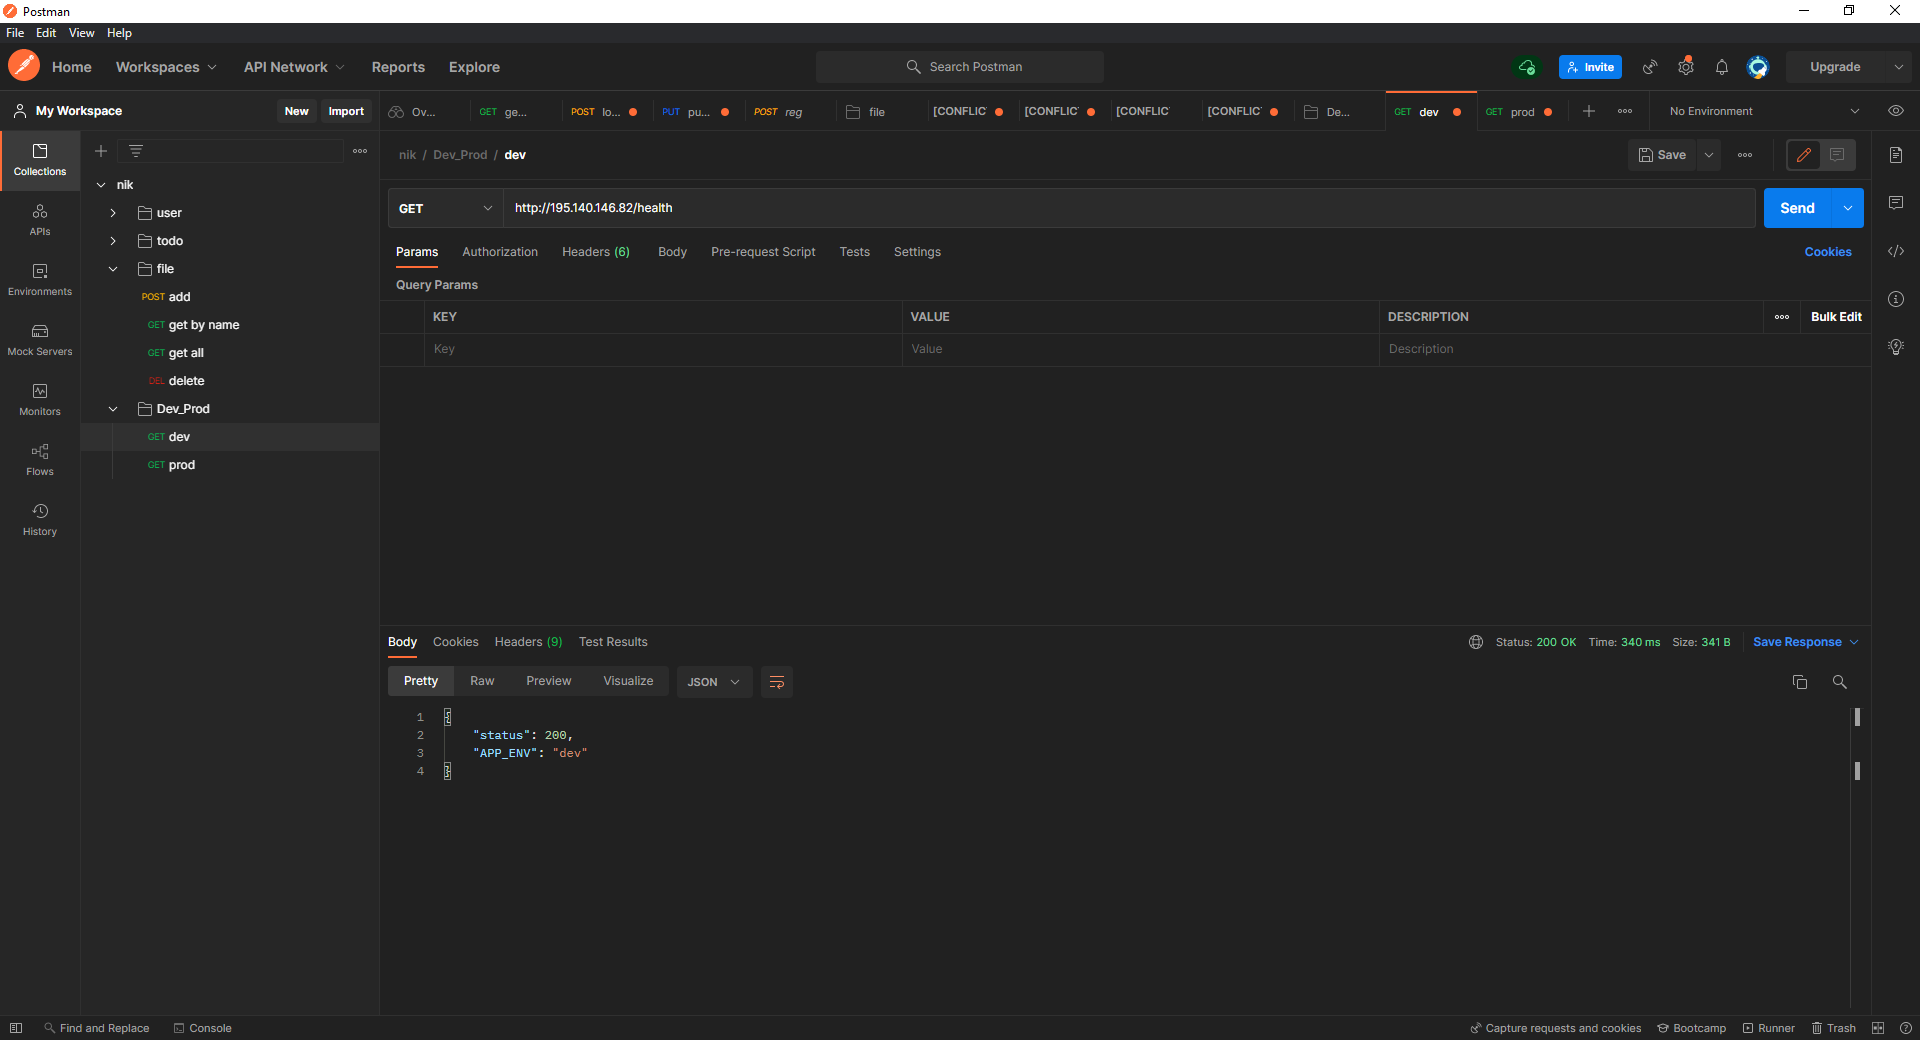 Postman
File Edit View Help
Home Workspaces API Network Reports Explore Search Postman Invite Upgrade
My Workspace New Import Ov... GET ge... POST lo... PUT pu... POST reg file [CONFLIC [CONFLIC [CONFLIC [CONFLIC De... GET dev GET prod No Environment
nik / Dev_Prod / dev Save
Collections
APIs
Environments
Mock Servers
Monitors
Flows
History
nik
user
todo
file
POST add
GET get by name
GET get all
DEL delete
Dev_Prod
GET dev
GET prod
GET http://195.140.146.82/health Send
Params Authorization Headers (6) Body Pre-request Script Tests Settings Cookies
Query Params
KEY VALUE DESCRIPTION Bulk Edit
Key Value Description
Body Cookies Headers (9) Test Results Status: 200 OK Time: 340 ms Size: 341 B Save Response
Pretty Raw Preview Visualize JSON
1 {
2 "status": 200,
3 "APP_ENV": "dev"
4 }
Find and Replace Console Capture requests and cookies Bootcamp Runner Trash